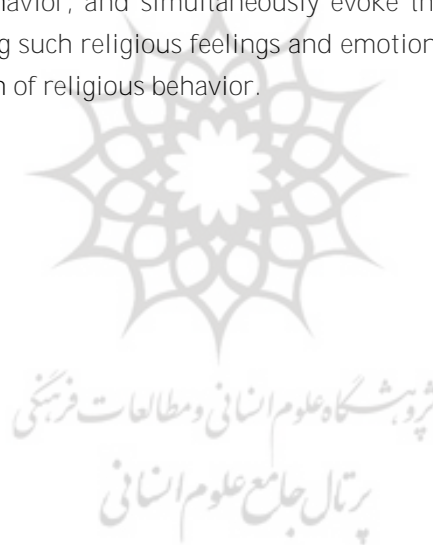 havior, and simultaneously evoke th
g such religious feelings and emotion
n of religious behavior.
پژوهشگاه علوم انسانی و مطالعات فرهنگی
پرتال جامع علوم انسانی